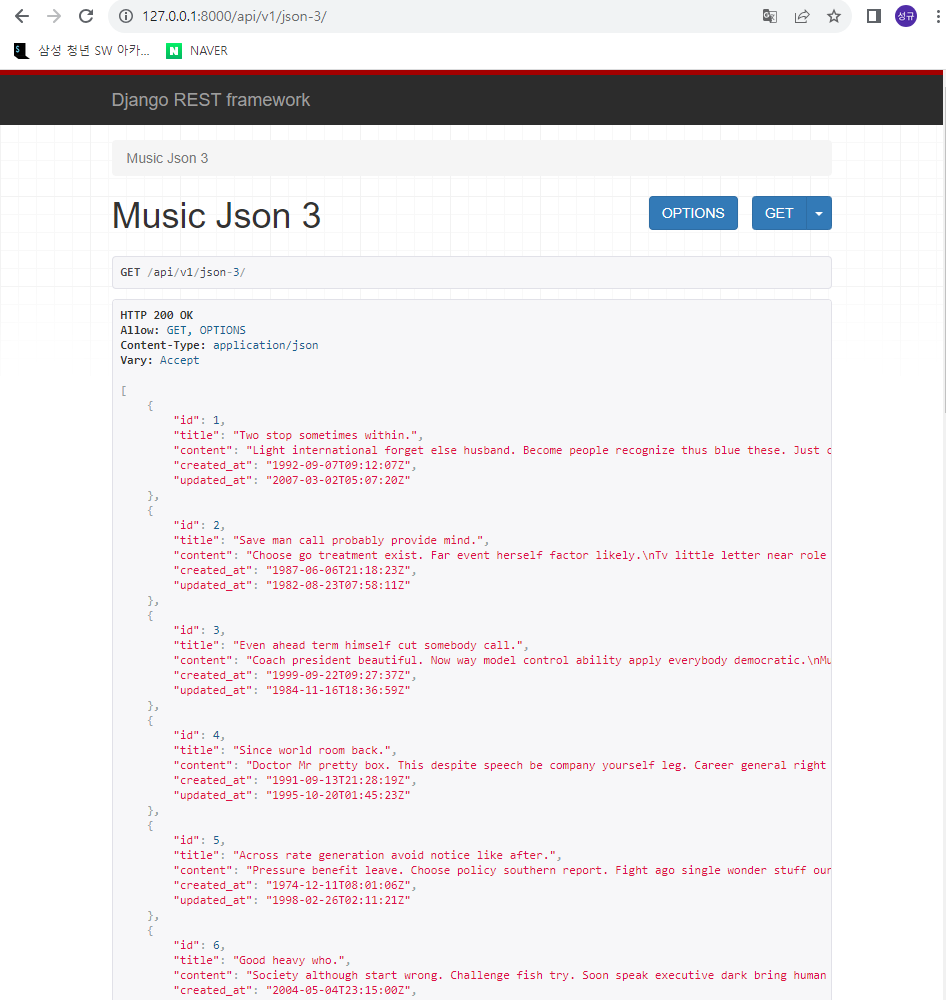 127.0.0.1:8000/api/v1/json-3/
성규
삼성 청년 SW 아카...
N NAVER
Django REST framework
Music Json 3
Music Json 3
OPTIONS GET
GET /api/v1/json-3/
HTTP 200 OK
Allow: GET, OPTIONS
Content-Type: application/json
Vary: Accept
[
{
"id": 1,
"title": "Two stop sometimes within.",
"content": "Light international forget else husband. Become people recognize thus blue these. Just
"created_at": "1992-09-07T09:12:07Z",
"updated_at": "2007-03-02T05:07:20Z"
},
{
"id": 2,
"title": "Save man call probably provide mind.",
"content": "Choose go treatment exist. Far event herself factor likely.\nTv little letter near role
"created_at": "1987-06-06T21:18:23Z",
"updated_at": "1982-08-23T07:58:11Z"
},
{
"id": 3,
"title": "Even ahead term himself cut somebody call.",
"content": "Coach president beautiful. Now way model control ability apply everybody democratic.\nMu
"created_at": "1999-09-22T09:27:37Z",
"updated_at": "1984-11-16T18:36:59Z"
},
{
"id": 4,
"title": "Since world room back.",
"content": "Doctor Mr pretty box. This despite speech be company yourself leg. Career general right
"created_at": "1991-09-13T21:28:19Z",
"updated_at": "1995-10-20T01:45:23Z"
},
{
"id": 5,
"title": "Across rate generation avoid notice like after.",
"content": "Pressure benefit leave. Choose policy southern report. Fight ago single wonder stuff our
"created_at": "1974-12-11T08:01:06Z",
"updated_at": "1998-02-26T02:11:21Z"
},
{
"id": 6,
"title": "Good heavy who.",
"content": "Society although start wrong. Challenge fish try. Soon speak executive dark bring human
"created_at": "2004-05-04T23:15:00Z",